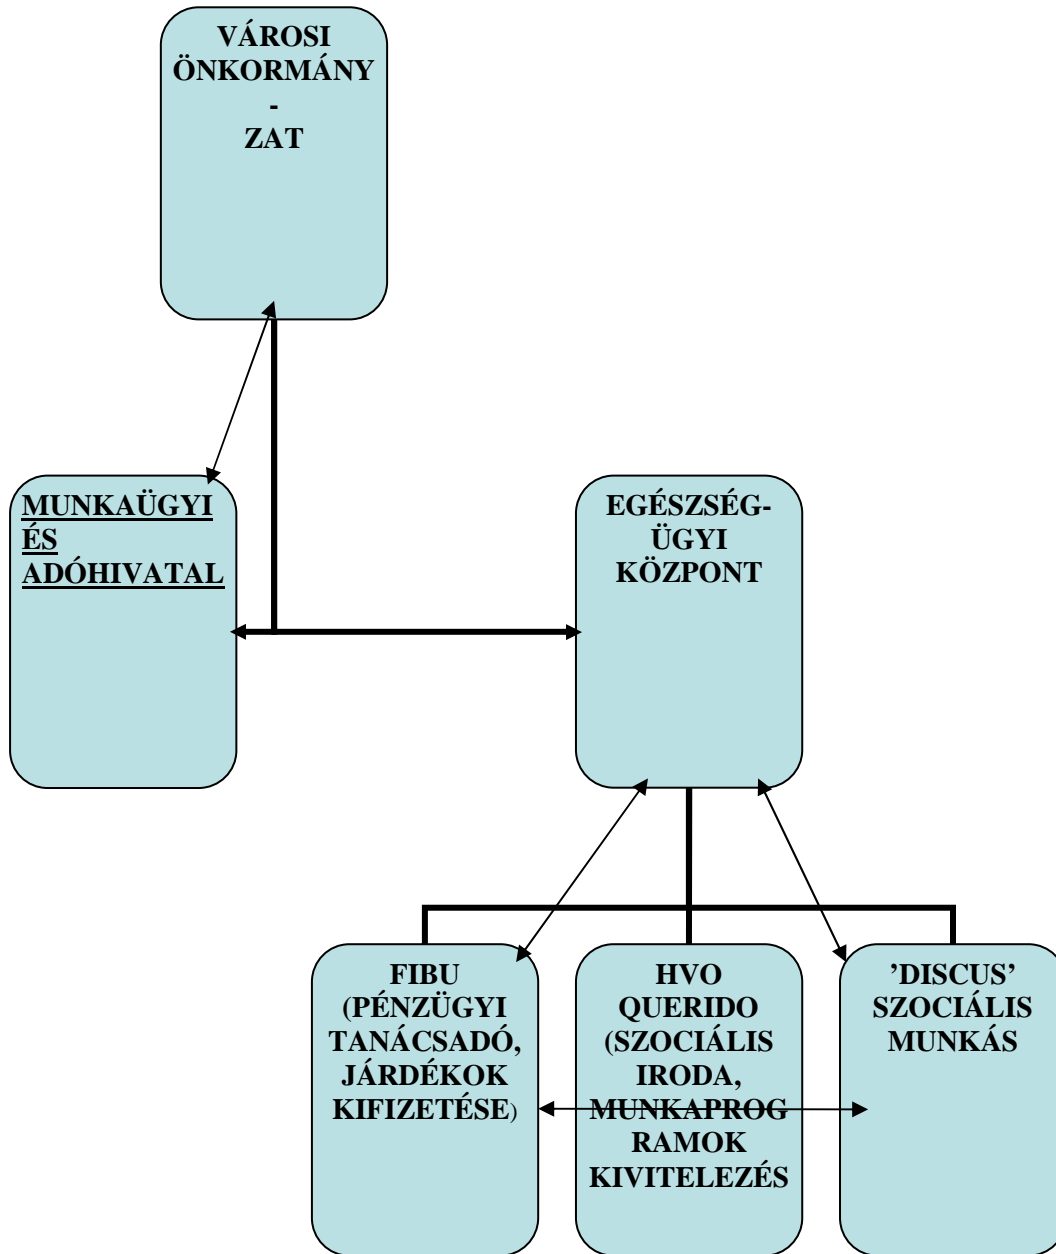 VÁROSI
ÖNKORMÁNY
-
ZAT
MUNKAÜGYI
ÉS
ADÓHIVATAL
EGÉSZSÉG-
ÜGYI
KÖZPONT
FIBU
(PÉNZÜGYI
TANÁCSADÓ,
JÁRDÉKOK
KIFIZETÉSE)
HVO
QUERIDO
(SZOCIÁLIS
IRODA,
MUNKAPROG
RAMOK
KIVITELEZÉS
’DISCUS’
SZOCIÁLIS
MUNKÁS